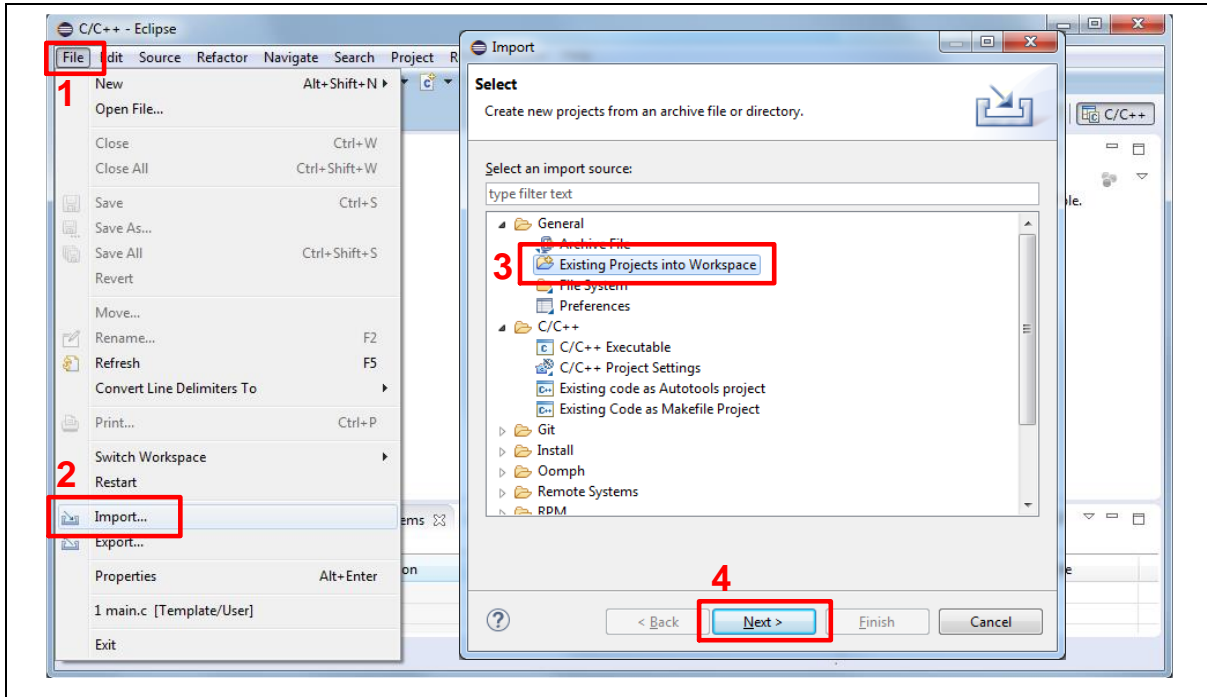 C/C++ - Eclipse
File Edit Source Refactor Navigate Search Project R
1
New Alt+Shift+N
Open File...
Close Ctrl+W
Close All Ctrl+Shift+W
Save Ctrl+S
Save As...
Save All Ctrl+Shift+S
Revert
Move...
Rename... F2
Refresh F5
Convert Line Delimiters To
Print... Ctrl+P
Switch Workspace
2
Restart
Import...
Export...
Properties Alt+Enter
1 main.c [Template/User]
Exit
ems
on
Import
Select
Create new projects from an archive file or directory.
Select an import source:
type filter text
General
Archive File
3
Existing Projects into Workspace
File System
Preferences
C/C++
C/C++ Executable
C/C++ Project Settings
Existing code as Autotools project
Existing Code as Makefile Project
Git
Install
Oomph
Remote Systems
RPM
4
? < Back Next > Finish Cancel
C/C++
ple.
e